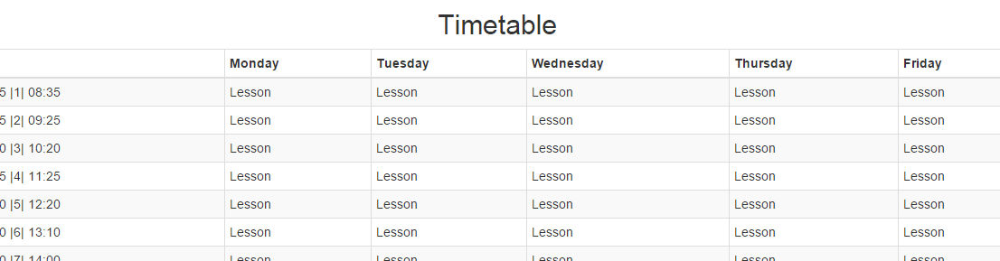 Timetable
Monday Tuesday Wednesday Thursday Friday
5 |1| 08:35 Lesson Lesson Lesson Lesson Lesson
5 |2| 09:25 Lesson Lesson Lesson Lesson Lesson
0 |3| 10:20 Lesson Lesson Lesson Lesson Lesson
5 |4| 11:25 Lesson Lesson Lesson Lesson Lesson
0 |5| 12:20 Lesson Lesson Lesson Lesson Lesson
0 |6| 13:10 Lesson Lesson Lesson Lesson Lesson
0 |7| 14:00 Lesson Lesson Lesson Lesson Lesson